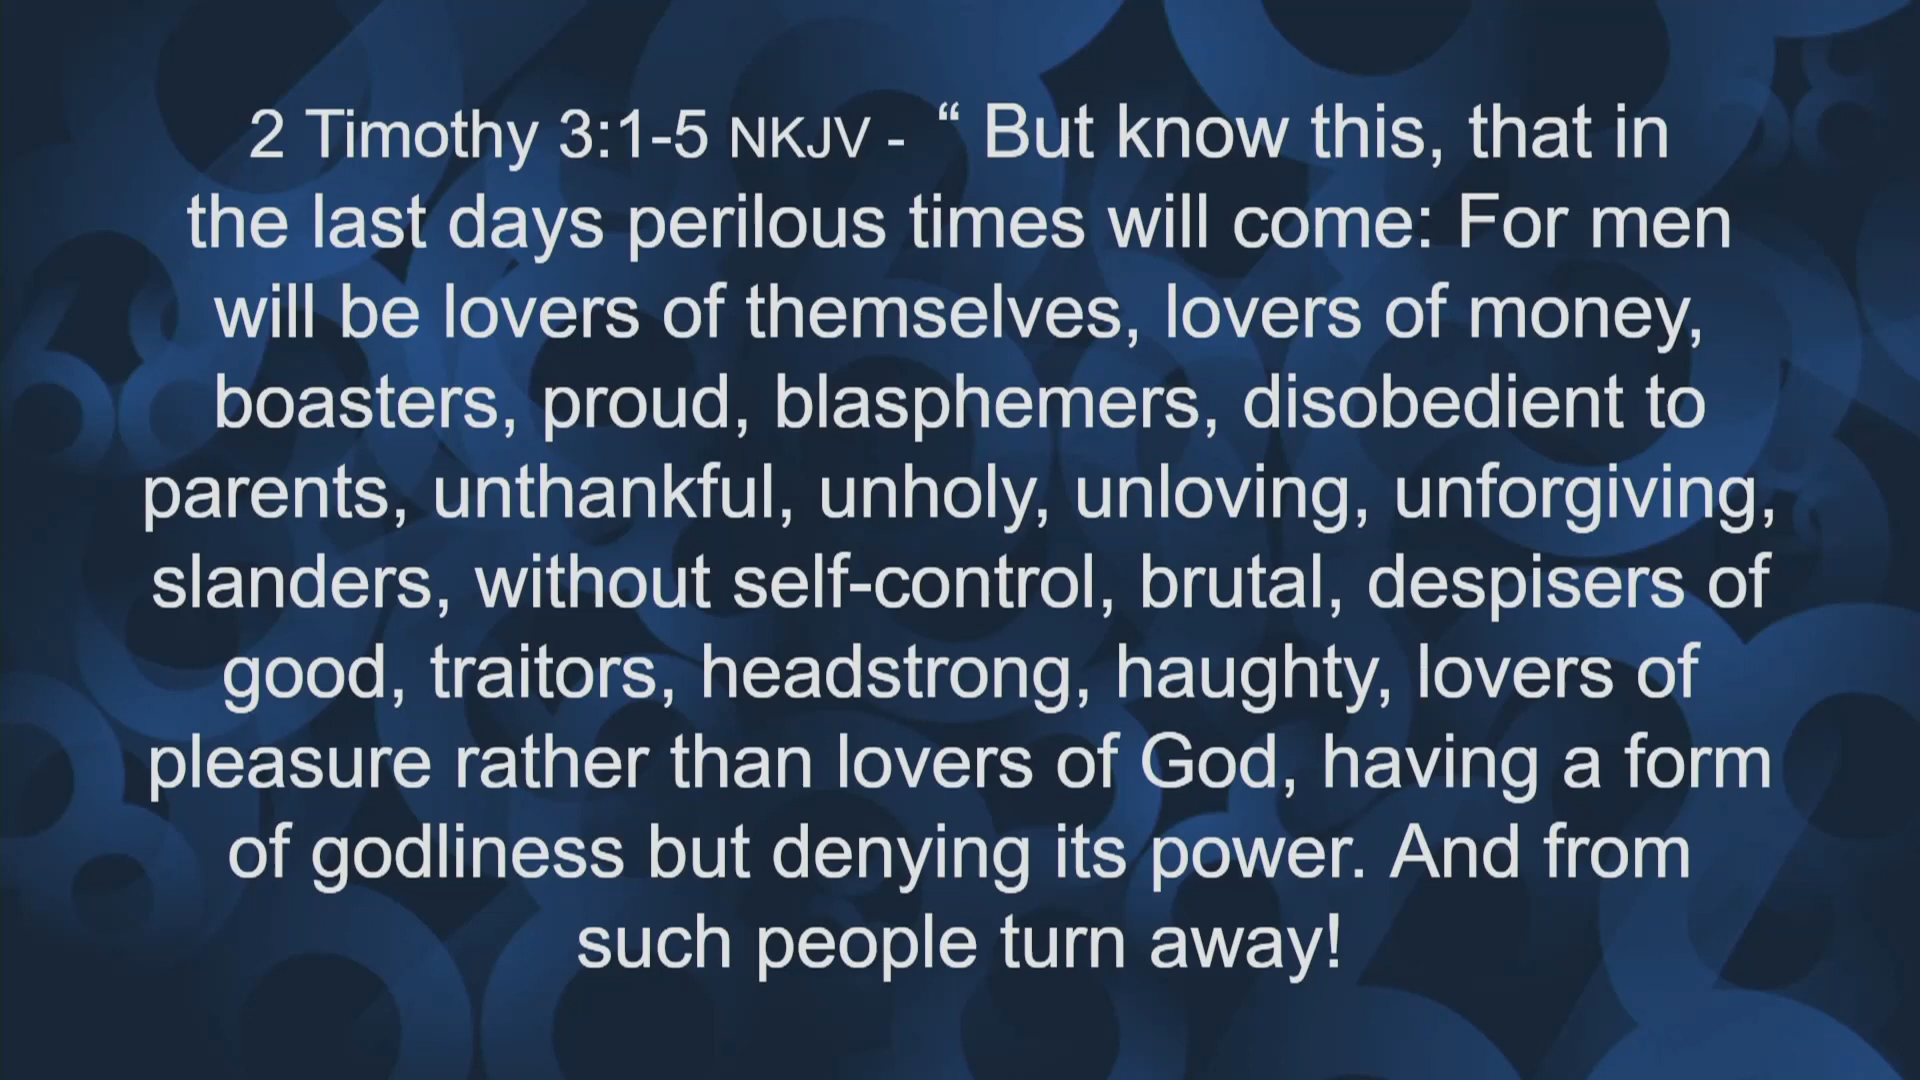 2 Timothy 3:1-5 NKJV - “ But know this, that in
the last days perilous times will come: For men
will be lovers of themselves, lovers of money,
boasters, proud, blasphemers, disobedient to
parents, unthankful, unholy, unloving, unforgiving,
slanders, without self-control, brutal, despisers of
good, traitors, headstrong, haughty, lovers of
pleasure rather than lovers of God, having a form
of godliness but denying its power. And from
such people turn away!